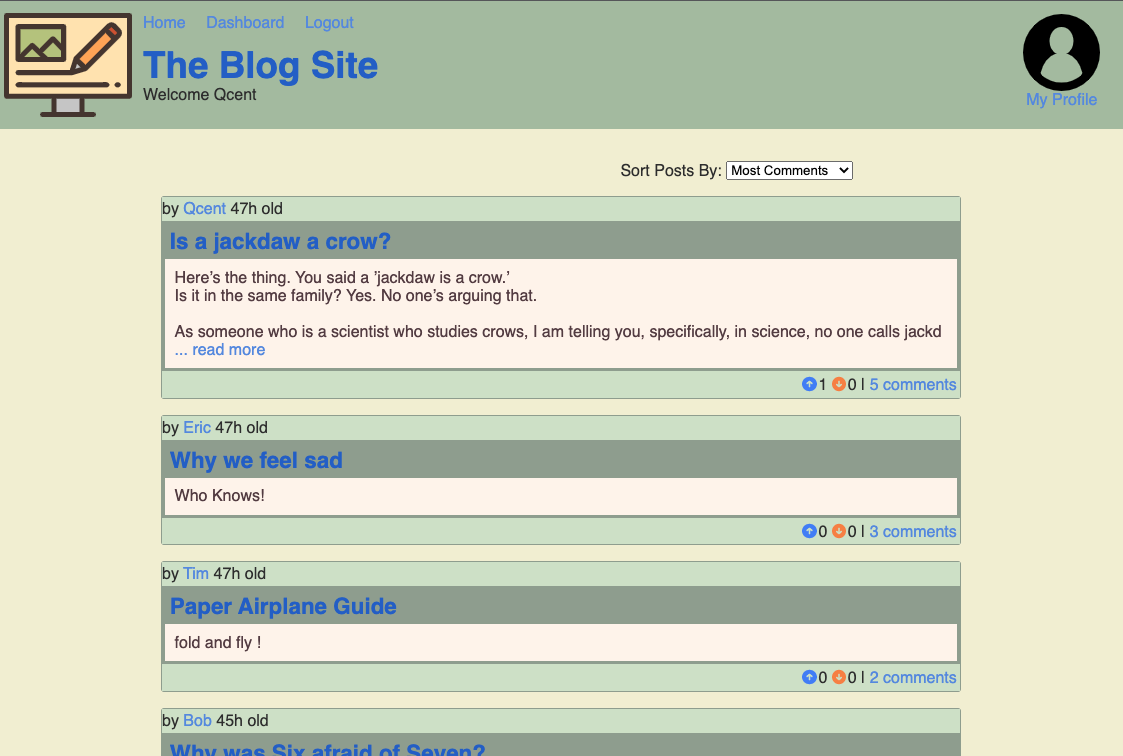 Home Dashboard Logout
The Blog Site
Welcome Qcent
My Profile
Sort Posts By: Most Comments
by Qcent 47h old
Is a jackdaw a crow?
Here’s the thing. You said a ’jackdaw is a crow.’
Is it in the same family? Yes. No one’s arguing that.
As someone who is a scientist who studies crows, I am telling you, specifically, in science, no one calls jackd
... read more
1 0 | 5 comments
by Eric 47h old
Why we feel sad
Who Knows!
0 0 | 3 comments
by Tim 47h old
Paper Airplane Guide
fold and fly !
0 0 | 2 comments
by Bob 45h old
Why was Six afraid of Seven?